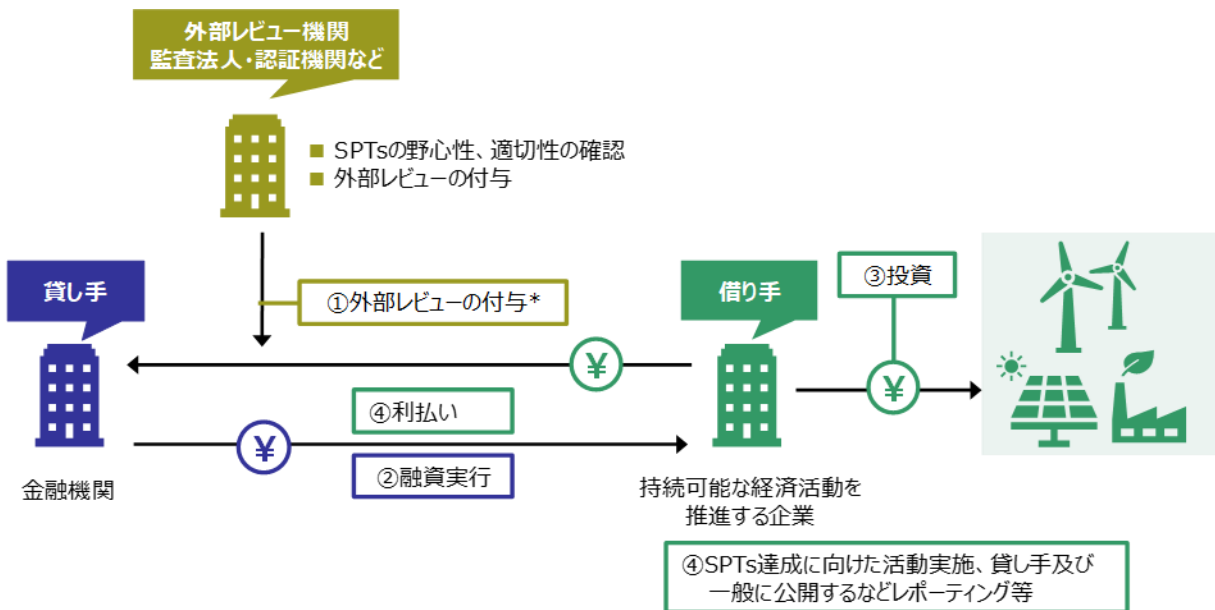 外部レビュー機関
監査法人・認証機関など
■ SPTsの野心性、適切性の確認
■ 外部レビューの付与
貸し手
①外部レビューの付与*
借り手
③投資
¥
¥
④利払い
¥
②融資実行
金融機関
持続可能な経済活動を
推進する企業
④SPTs達成に向けた活動実施、貸し手及び
一般に公開するなどレポーティング等